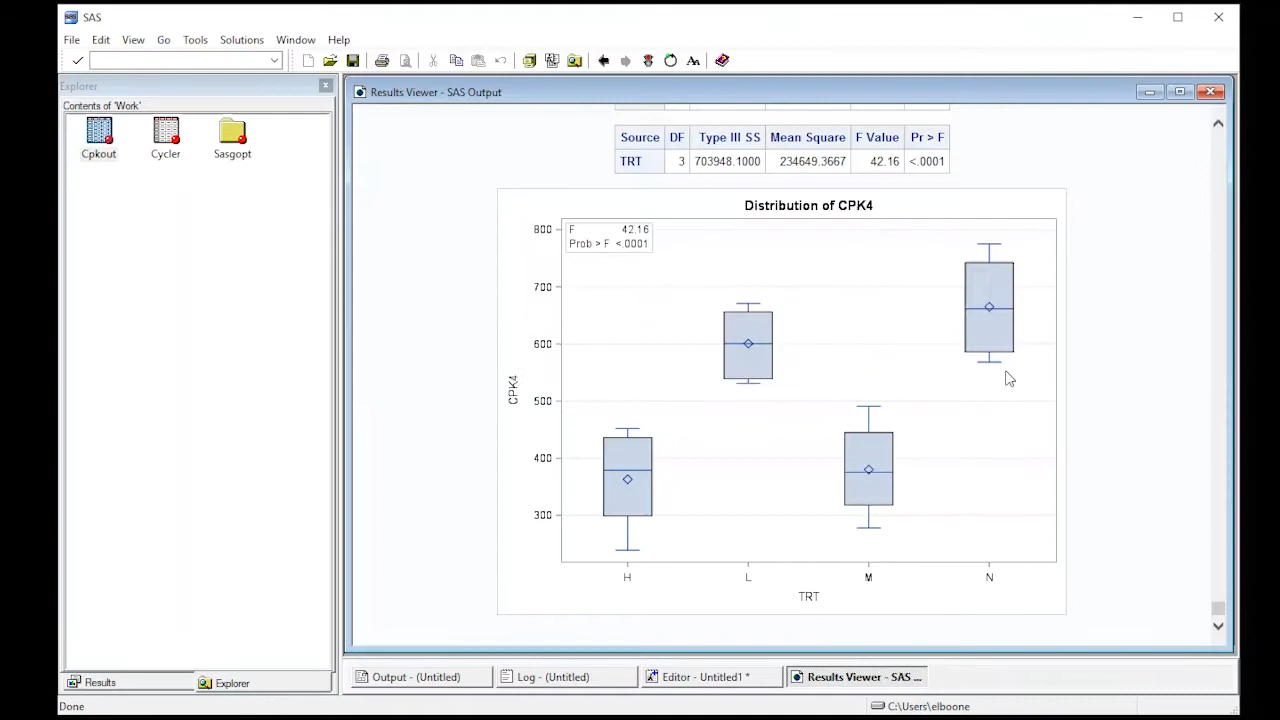 SAS
File Edit View Go Tools Solutions Window Help
Explorer
Contents of 'Work'
Cpkout Cycler Sasgopt
Results Viewer - SAS Output
Source DF Type III SS Mean Square F Value Pr > F
TRT 3 703948.1000 234649.3667 42.16 <.0001
Distribution of CPK4
F 42.16
Prob > F <.0001
800
700
600
500
400
300
CPK4
H L M N
TRT
Results Explorer
Output - (Untitled) Log - (Untitled) Editor - Untitled1 * Results Viewer - SAS ...
Done C:\Users\elboone